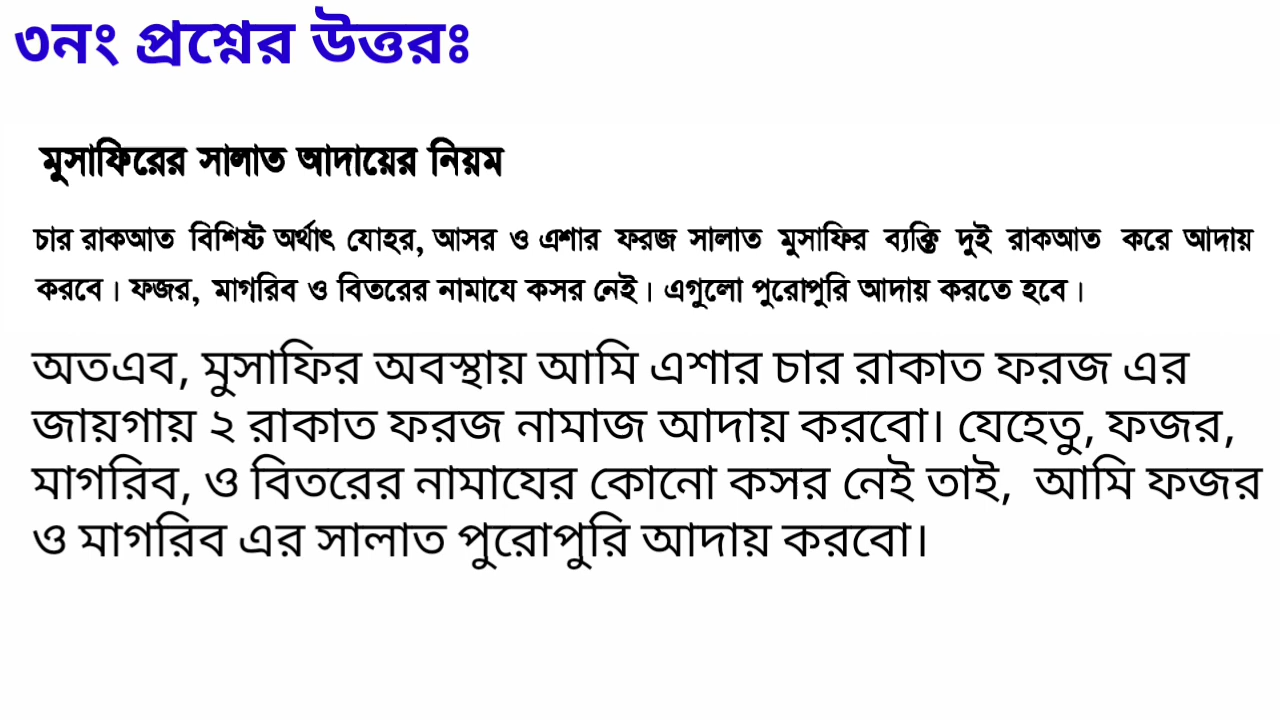 ৩নং প্রশ্নের উত্তরঃ
মুসাফিরের সালাত আদায়ের নিয়ম
চার রাকআত বিশিষ্ট অর্থাৎ যোহর, আসর ও এশার ফরজ সালাত মুসাফির ব্যক্তি দুই রাকআত করে আদায়
করবে। ফজর, মাগরিব ও বিতরের নামাযে কসর নেই। এগুলো পুরোপুরি আদায় করতে হবে।
অতএব, মুসাফির অবস্থায় আমি এশার চার রাকাত ফরজ এর
জায়গায় ২ রাকাত ফরজ নামাজ আদায় করবো। যেহেতু, ফজর,
মাগরিব, ও বিতরের নামাযের কোনো কসর নেই তাই, আমি ফজর
ও মাগরিব এর সালাত পুরোপুরি আদায় করবো।